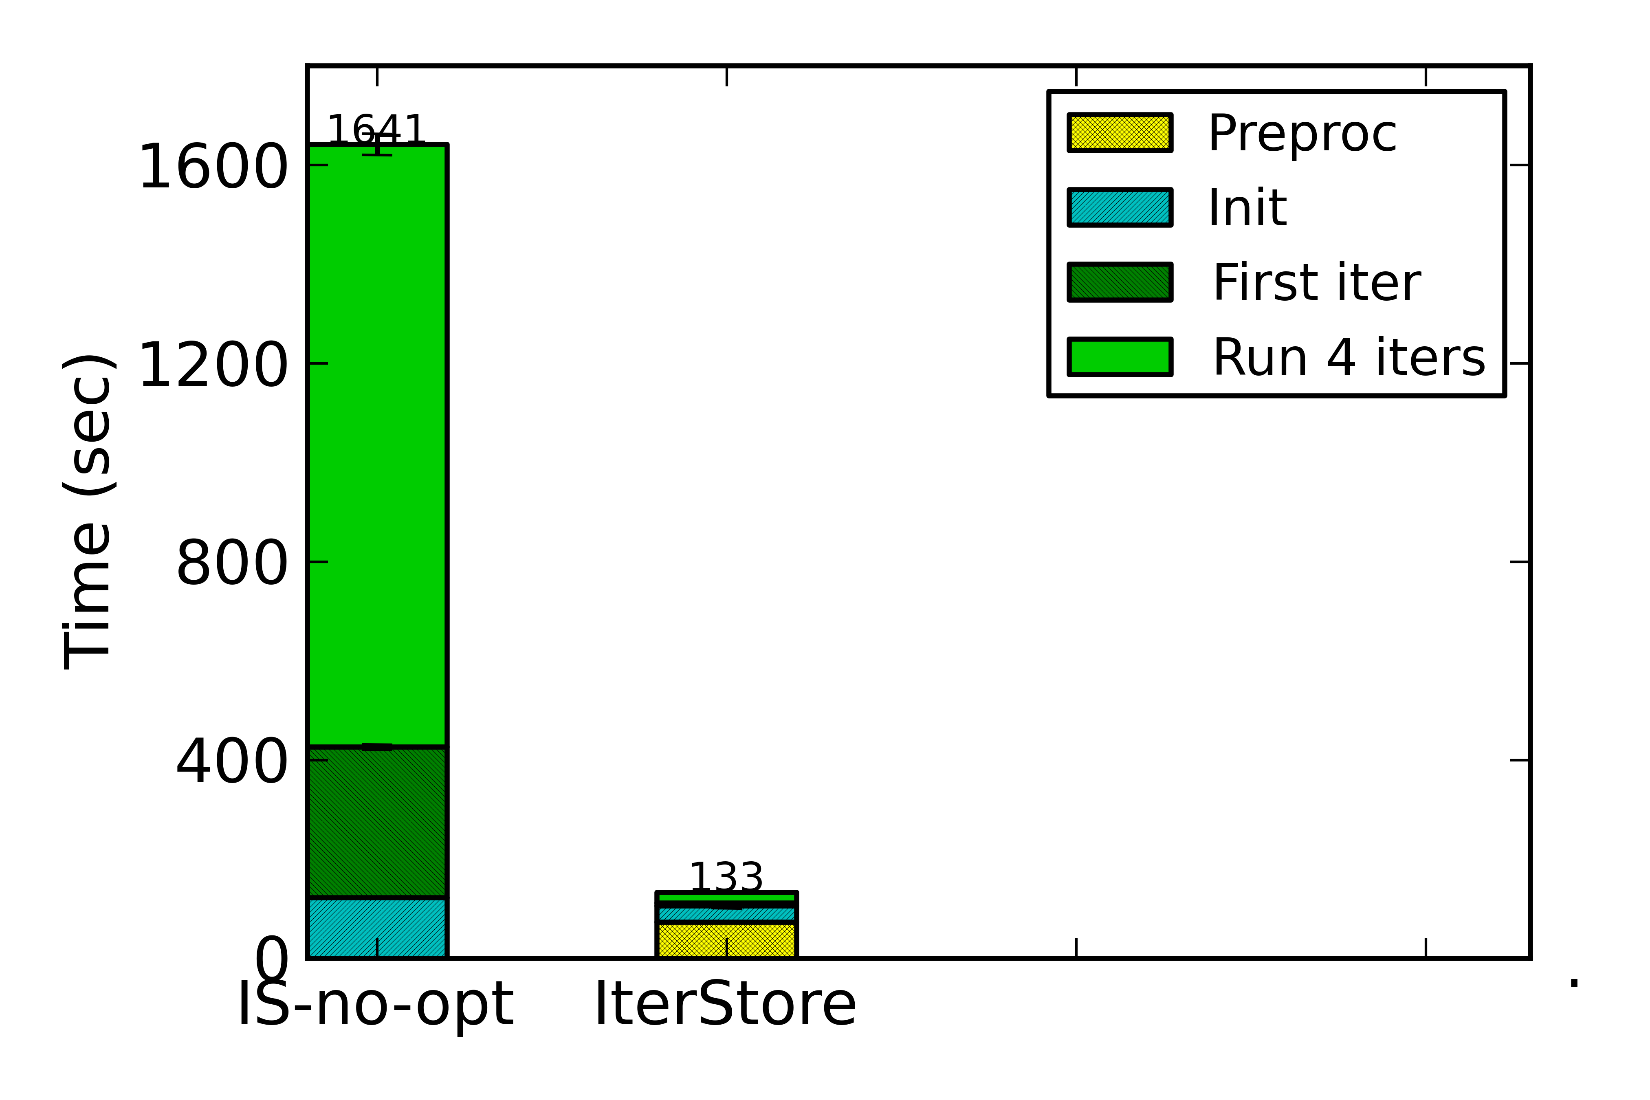 1641
1600
1200
800
400
0
Time (sec)
133
IS-no-opt
IterStore
.
Preproc
Init
First iter
Run 4 iters